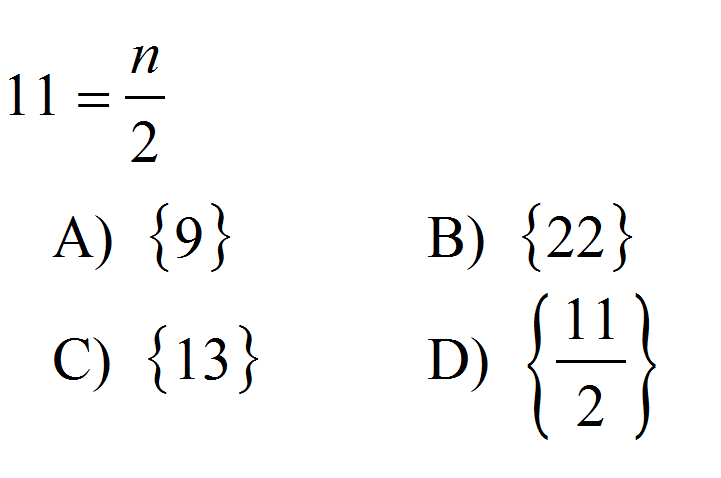 11 = n/2
A) {9} B) {22}
C) {13} D) {11/2}